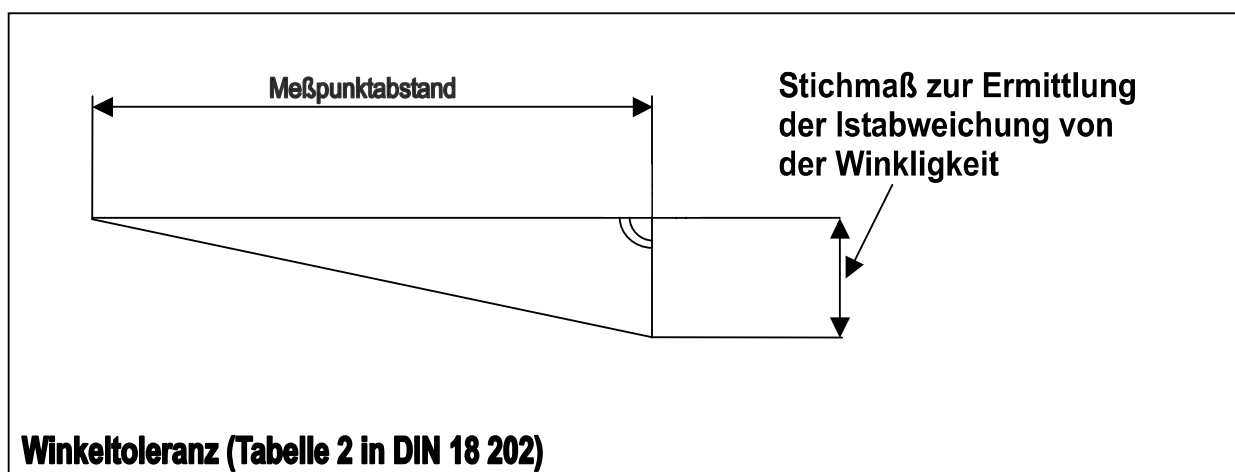 Meßpunktabstand
Stichmaß zur Ermittlung
der Istabweichung von
der Winkligkeit
Winkeltoleranz (Tabelle 2 in DIN 18 202)